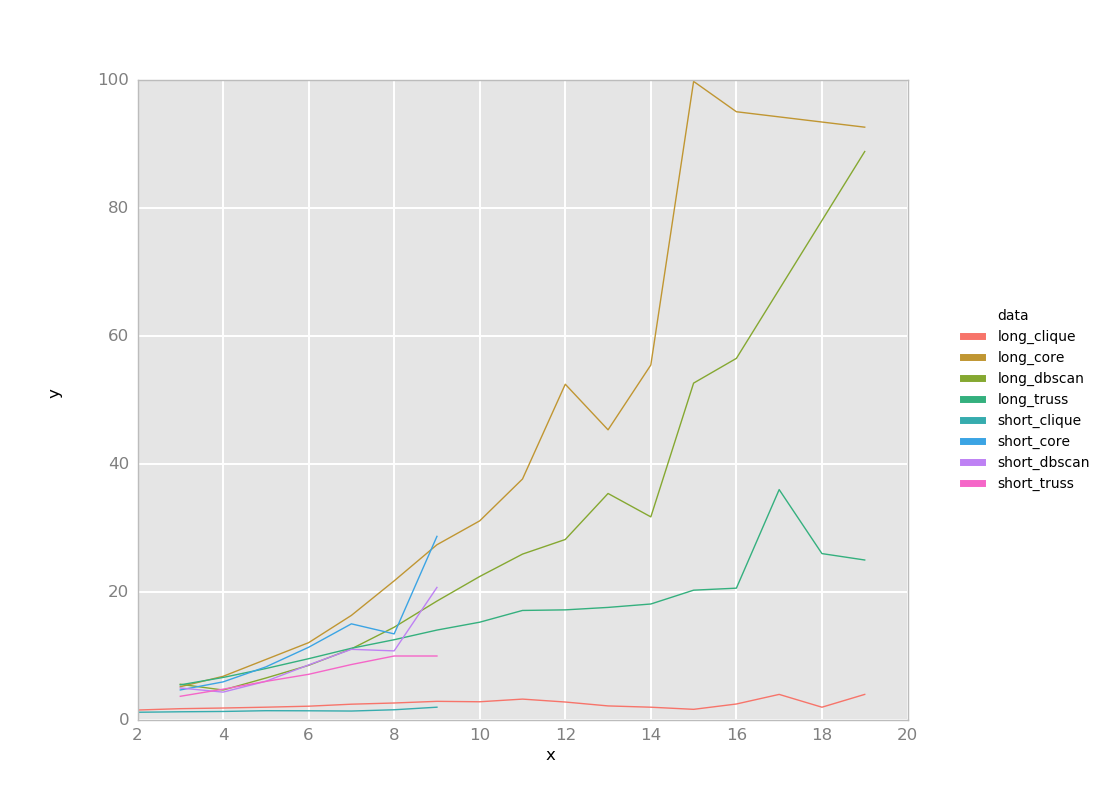 100
80
60
40
20
0
y
2 4 6 8 10 12 14 16 18 20
x
data
long_clique
long_core
long_dbscan
long_truss
short_clique
short_core
short_dbscan
short_truss